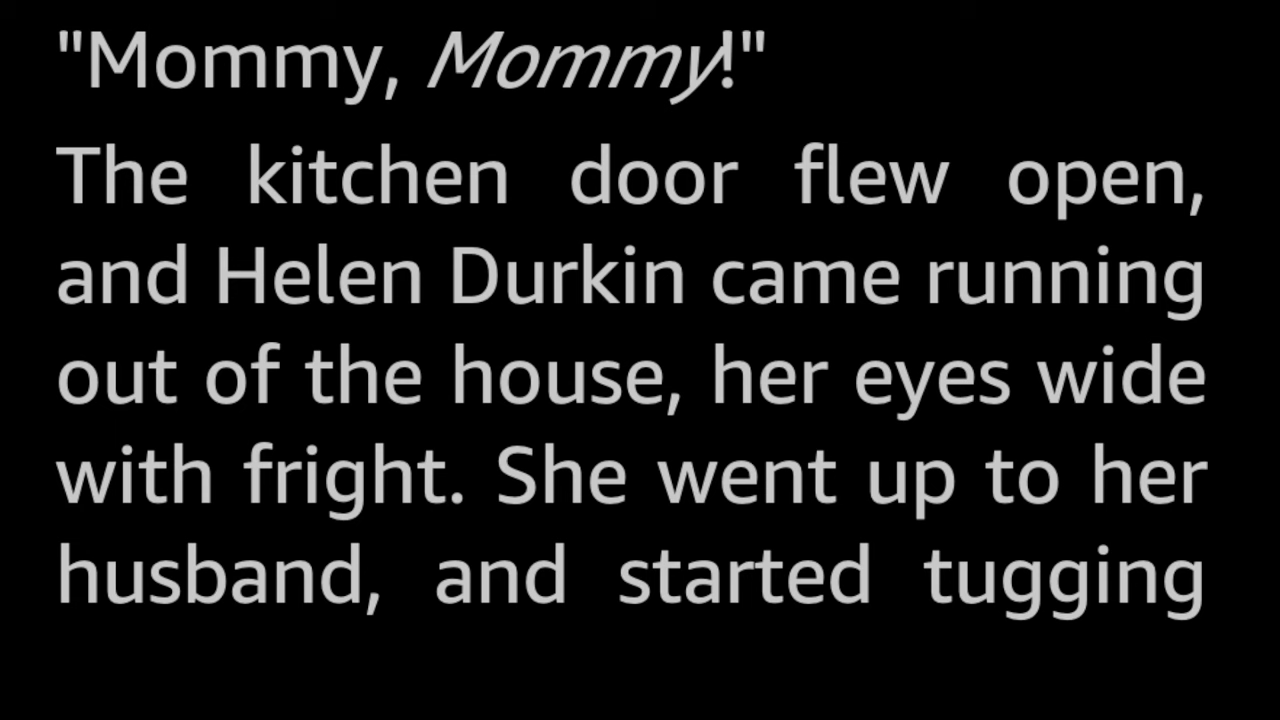 "Mommy, Mommy!"
The kitchen door flew open,
and Helen Durkin came running
out of the house, her eyes wide
with fright. She went up to her
husband, and started tugging